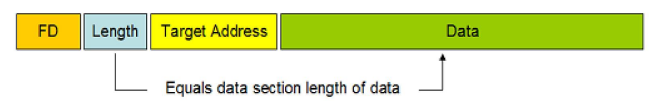 FD Length Target Address Data
Equals data section length of data